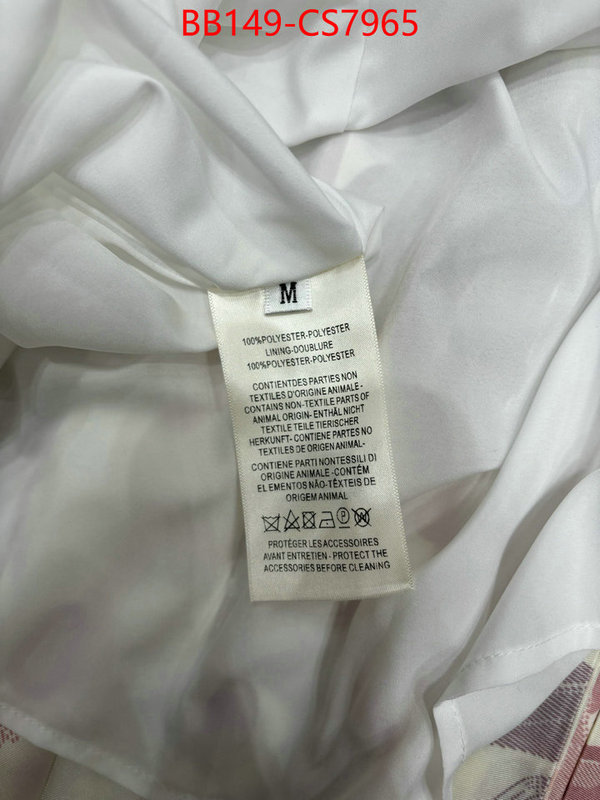 BB149-CS7965
M
100%POLYESTER-POLYESTER
LINING-DOUBLURE
100%POLYESTER-POLYESTER
CONTIENTDES PARTIES NON
TEXTILES D'ORIGINE ANIMALE-
CONTAINS NON-TEXTILE PARTS OF
ANIMAL ORIGIN- ENTHÄL NICHT
TEXTILE TEILE TIERISCHER
HERKUNFT- CONTIENE PARTES NO
TEXTILES DE ORIGEN ANIMAL-
CONTIENE PARTI NONTESSILI DI
ORIGINE ANIMALE -CONTÉM
EL EMENTOS NÃO-TÊXTEIS DE
ORIGEM ANIMAL
P
W
PROTÉGER LES ACCESSOIRES
AVANT ENTRETIEN - PROTECT THE
ACCESSORIES BEFORE CLEANING